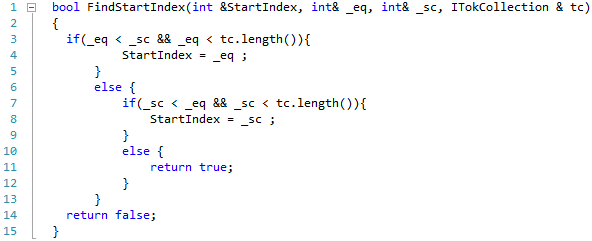 1 bool FindStartIndex(int &StartIndex, int& _eq, int& _sc, ITokCollection & tc)
2 {
3 if(_eq < _sc && _eq < tc.length()){
4 StartIndex = _eq ;
5 }
6 else {
7 if(_sc < _eq && _sc < tc.length()){
8 StartIndex = _sc ;
9 }
10 else {
11 return true;
12 }
13 }
14 return false;
15 }